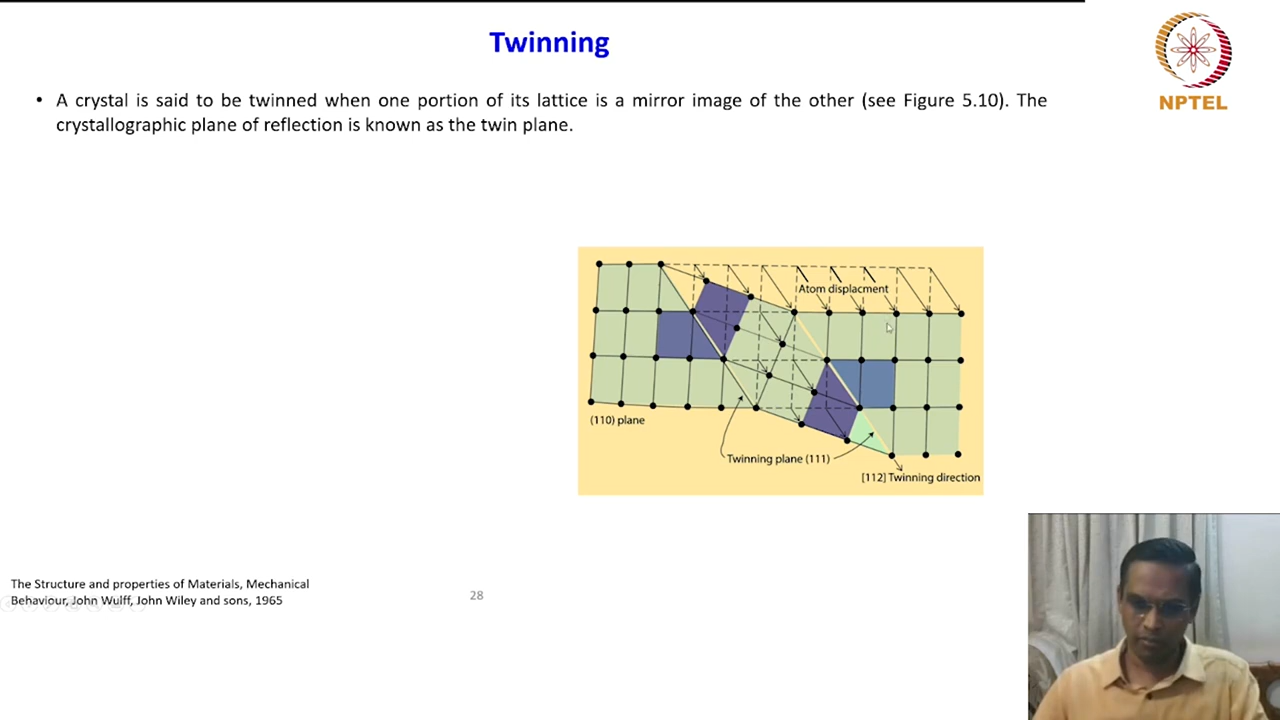 Twinning
NPTEL
• A crystal is said to be twinned when one portion of its lattice is a mirror image of the other (see Figure 5.10). The
crystallographic plane of reflection is known as the twin plane.
Atom displacment
(110) plane
Twinning plane (111)
[112] Twinning direction
The Structure and properties of Materials, Mechanical
Behaviour, John Wulff, John Wiley and sons, 1965
28